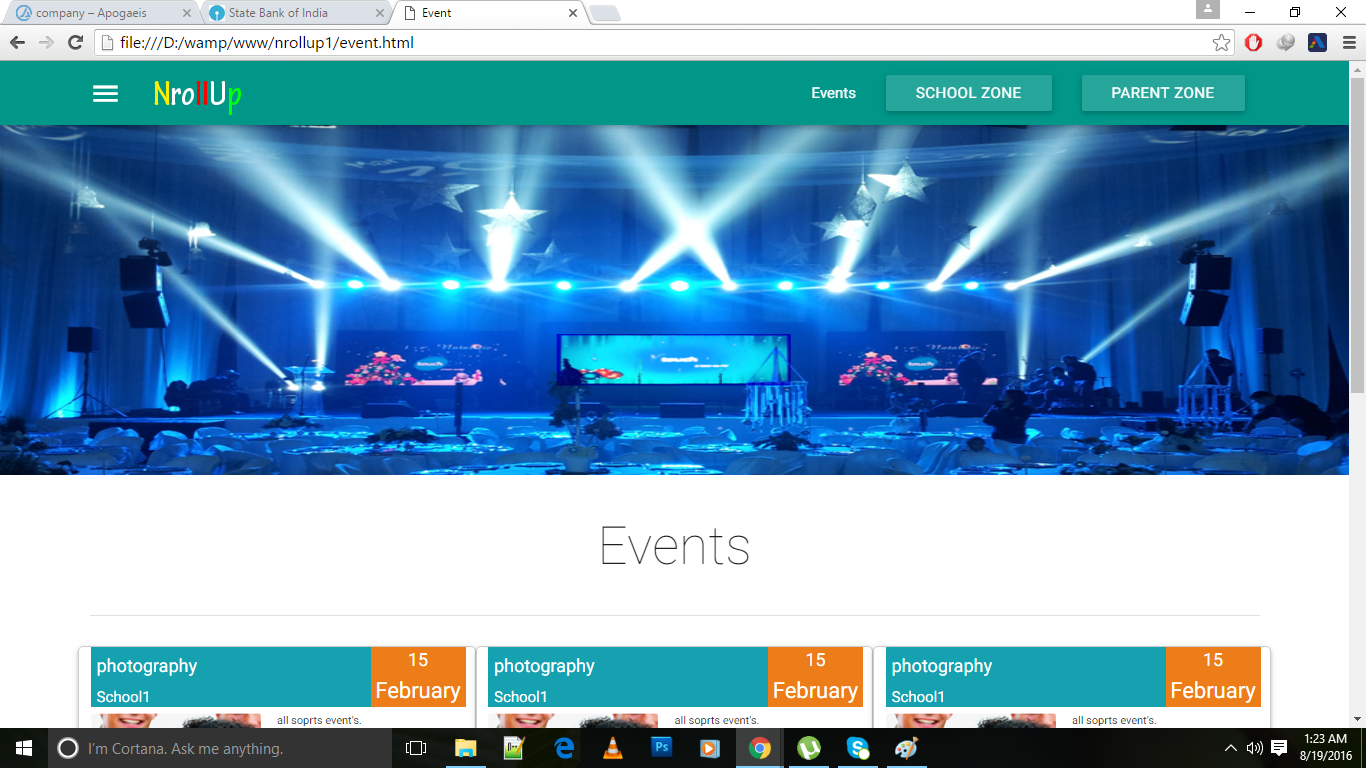 company – Apogaeis
State Bank of India
Event
file:///D:/wamp/www/nrollup1/event.html
NrollUp
Events
SCHOOL ZONE
PARENT ZONE
touch
Events
photography
School1
15
February
all soprts event's.
photography
School1
15
February
all soprts event's.
photography
School1
15
February
all soprts event's.
I'm Cortana. Ask me anything.
Ps
1:23 AM
8/19/2016